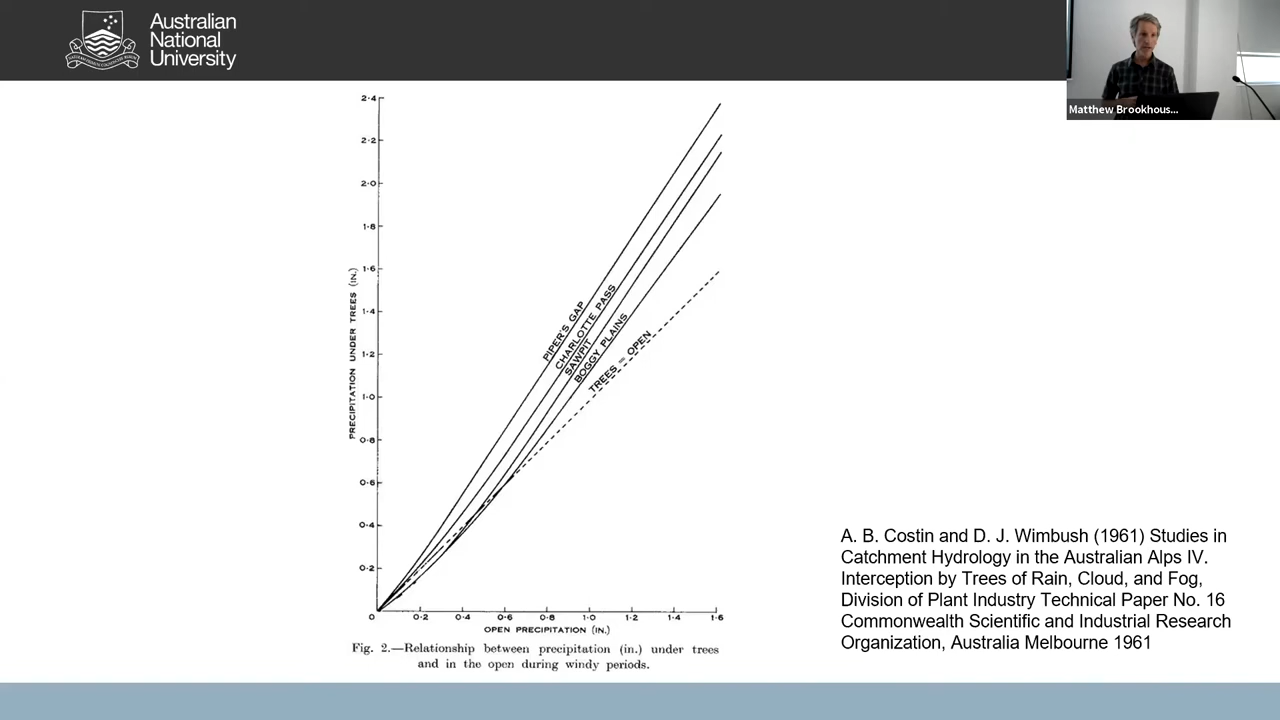 Australian
National
University
Matthew Brookhous...
2·4
2·2
2·0
1·8
1·6
1·4
1·2
1·0
0·8
0·6
0·4
0·2
PRECIPITATION UNDER TREES (IN.)
PIPER'S GAP
CHARLOTTE PASS
SAWPIT
BOGGY PLAINS
TREES = OPEN
0 0·2 0·4 0·6 0·8 1·0 1·2 1·4 1·6
OPEN PRECIPITATION (IN.)
Fig. 2.—Relationship between precipitation (in.) under trees
and in the open during windy periods.
A. B. Costin and D. J. Wimbush (1961) Studies in
Catchment Hydrology in the Australian Alps IV.
Interception by Trees of Rain, Cloud, and Fog,
Division of Plant Industry Technical Paper No. 16
Commonwealth Scientific and Industrial Research
Organization, Australia Melbourne 1961